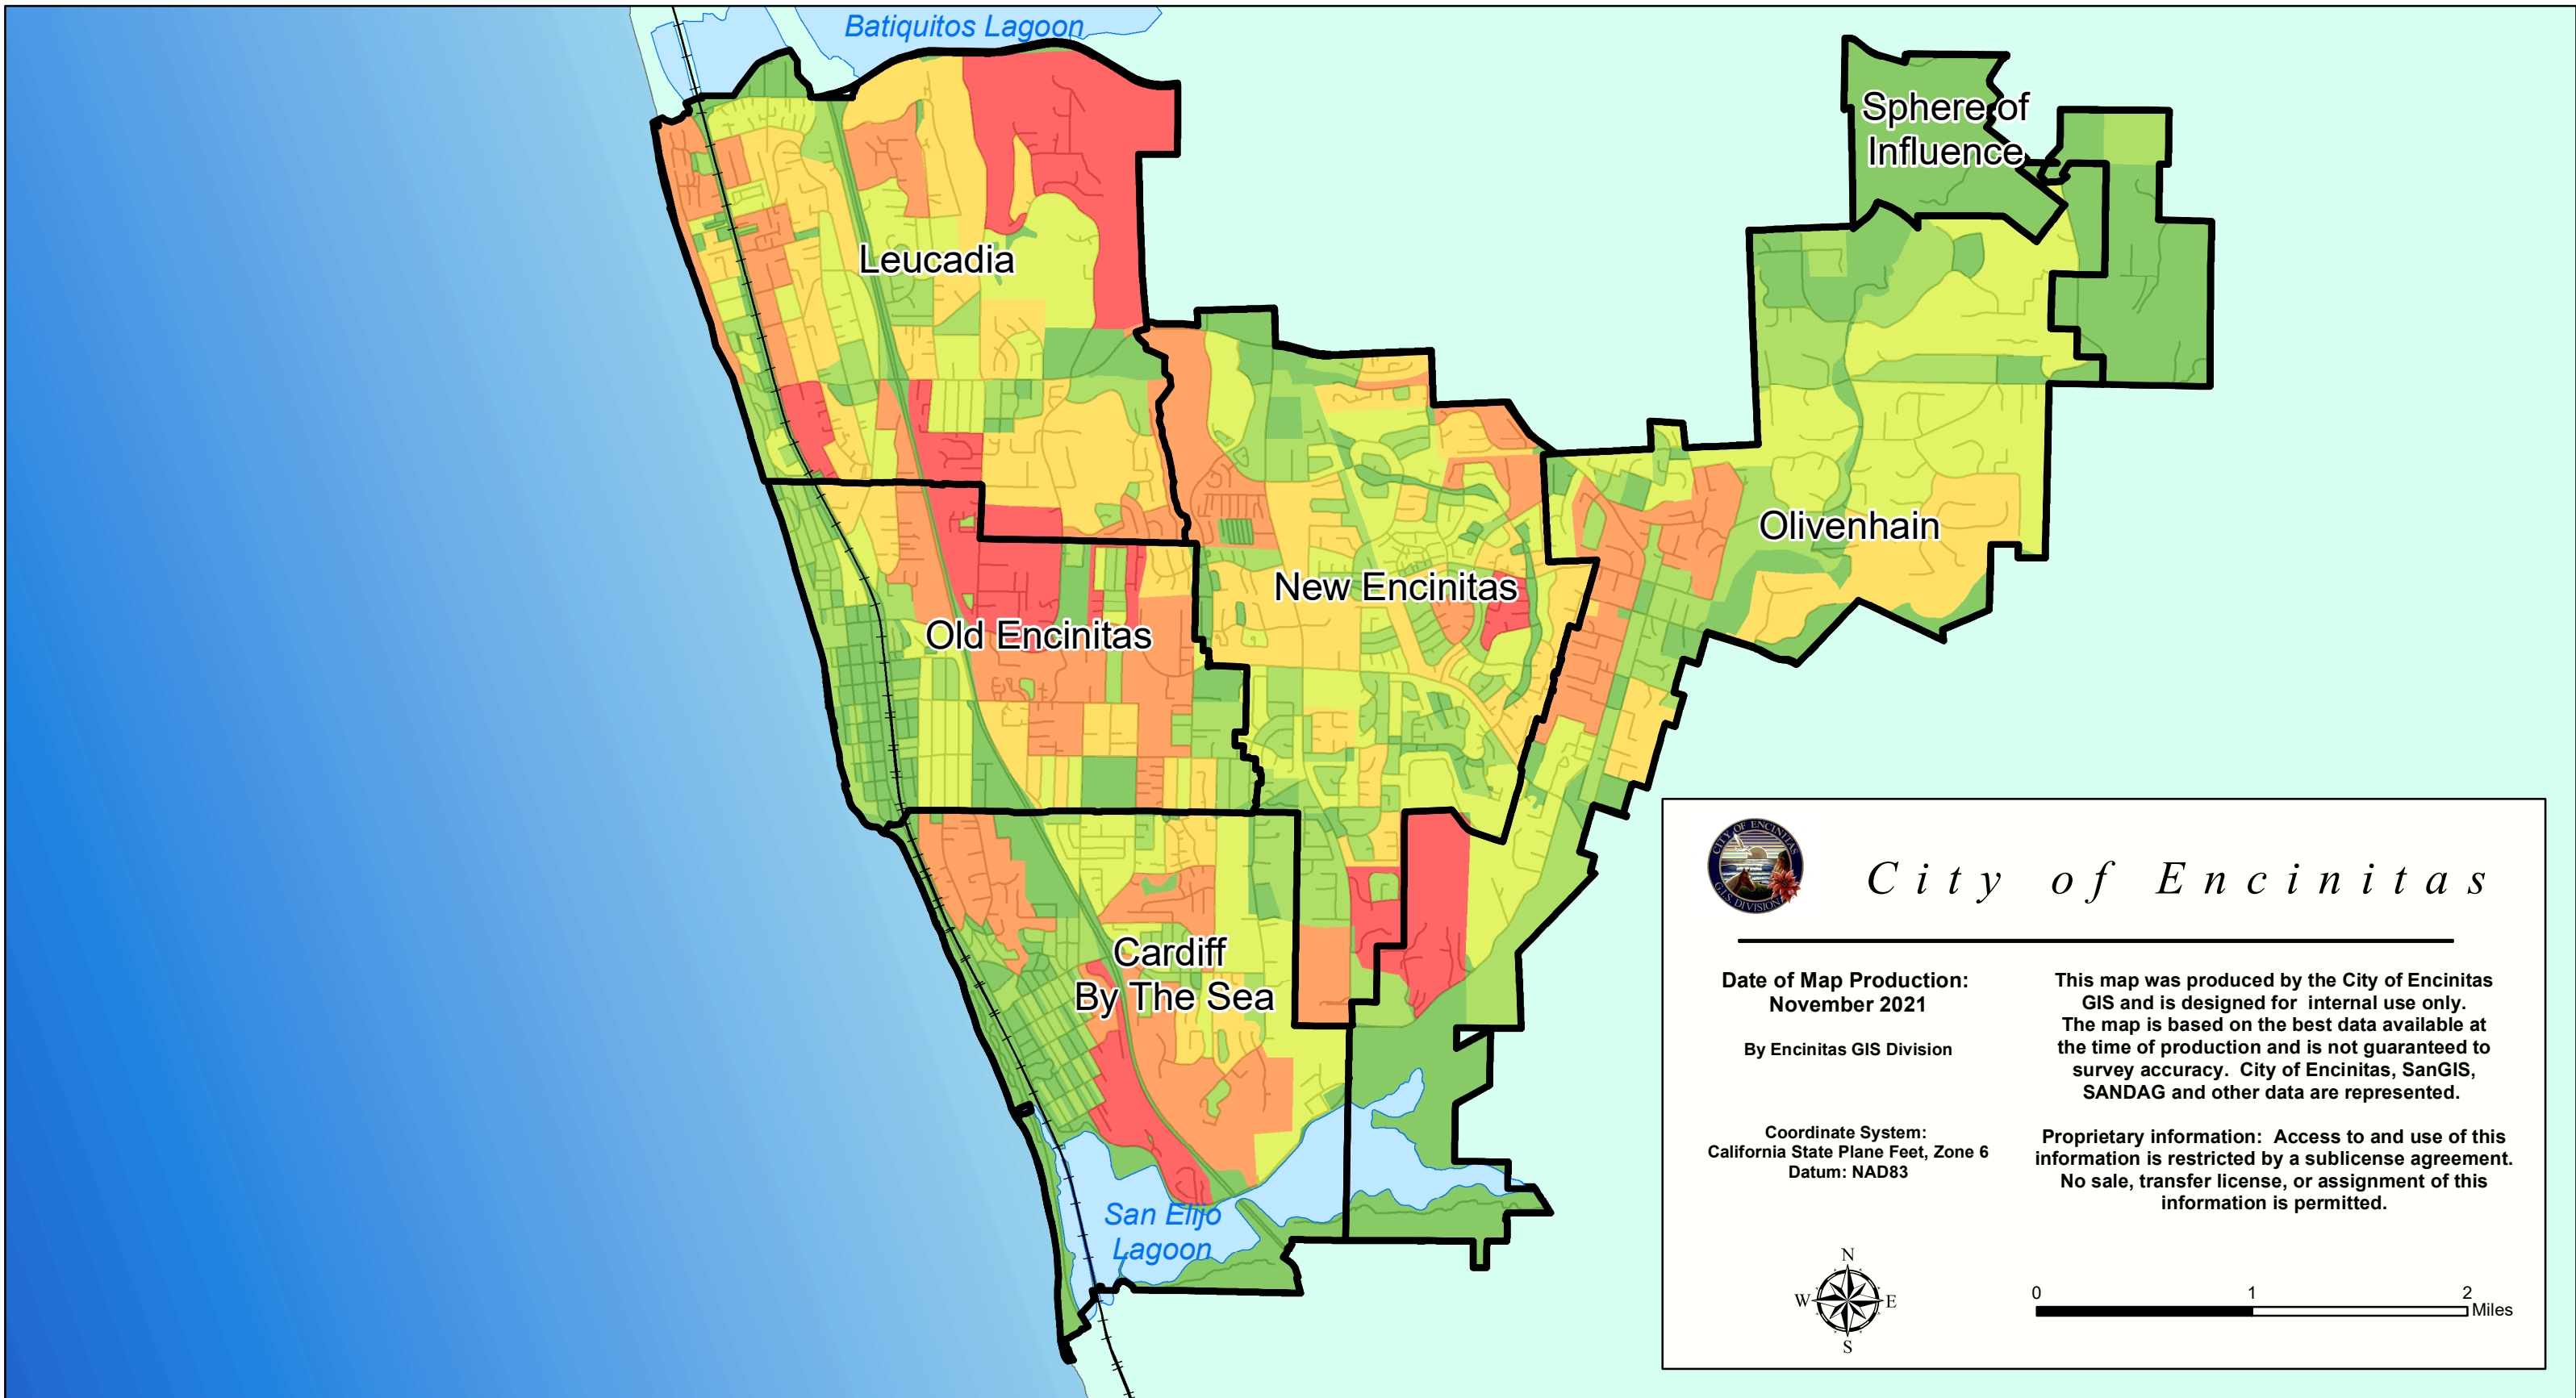 Batiquitos Lagoon
Sphere of
Influence
Leucadia
Olivenhain
New Encinitas
Old Encinitas
Cardiff
By The Sea
San Elijo
Lagoon
CITY OF ENCINITAS
G.I.S. DIVISION
City of Encinitas
Date of Map Production:
November 2021
By Encinitas GIS Division
Coordinate System:
California State Plane Feet, Zone 6
Datum: NAD83
This map was produced by the City of Encinitas
GIS and is designed for internal use only.
The map is based on the best data available at
the time of production and is not guaranteed to
survey accuracy. City of Encinitas, SanGIS,
SANDAG and other data are represented.
Proprietary information: Access to and use of this
information is restricted by a sublicense agreement.
No sale, transfer license, or assignment of this
information is permitted.
N
W E
S
0 1 2
Miles